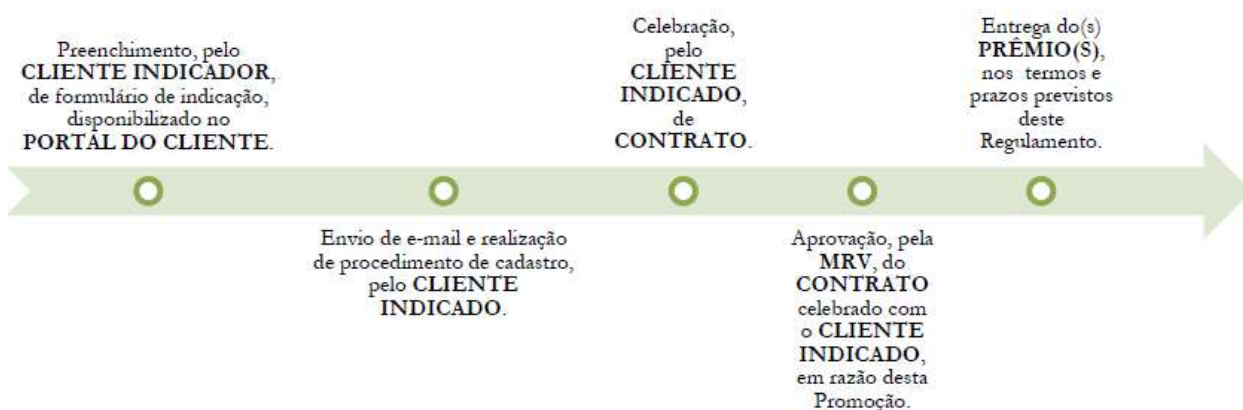 Preenchimento, pelo
CLIENTE INDICADOR,
de formulário de indicação,
disponibilizado no
PORTAL DO CLIENTE.
Envio de e-mail e realização
de procedimento de cadastro,
pelo CLIENTE
INDICADO.
Celebração,
pelo
CLIENTE
INDICADO,
de
CONTRATO.
Aprovação, pela
MRV, do
CONTRATO
celebrado com
o CLIENTE
INDICADO,
em razão desta
Promoção.
Entrega do(s)
PRÊMIO(S),
nos termos e
prazos previstos
deste
Regulamento.